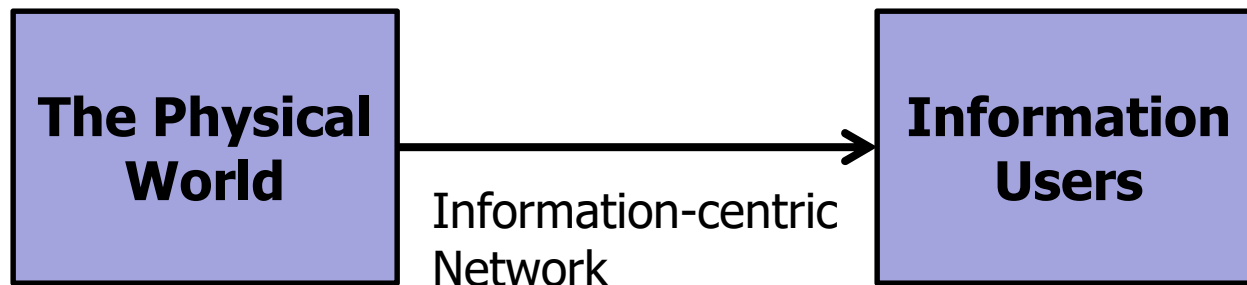 The Physical
World
Information-centric
Network
Information
Users